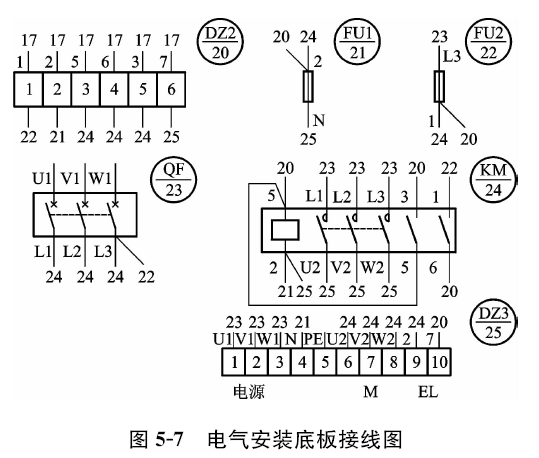 17 17 17 17 17 17 DZ2 20
1 2 5 6 3 7
1 2 3 4 5 6
22 21 24 24 24 25
20 24 FU1 21
2
N
25
23 FU2 22
L3
1
24 20
QF 23
U1 V1 W1
L1 L2 L3
24 24 24 22
20 23 23 23 20 22 KM 24
5 L1 L2 L3 3 1
2 U2 V2 W2 5 6
21 25 25 25 25 20
DZ3 25
23 23 23 21 24 24 24 24 20
U1 V1 W1 N PE U2 V2 W2 2 7
1 2 3 4 5 6 7 8 9 10
电源 M EL
图 5-7 电气安装底板接线图